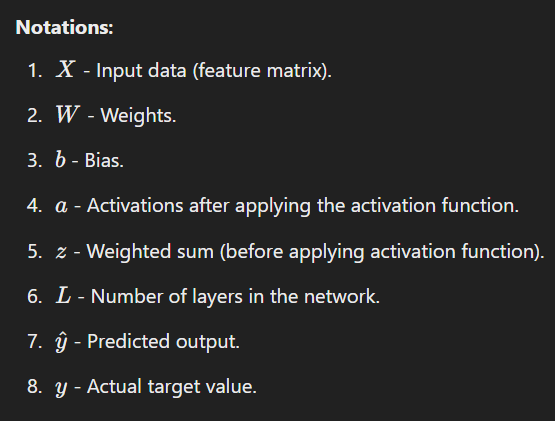 Notations:
1. X - Input data (feature matrix).
2. W - Weights.
3. b - Bias.
4. a - Activations after applying the activation function.
5. z - Weighted sum (before applying activation function).
6. L - Number of layers in the network.
7. ŷ - Predicted output.
8. y - Actual target value.